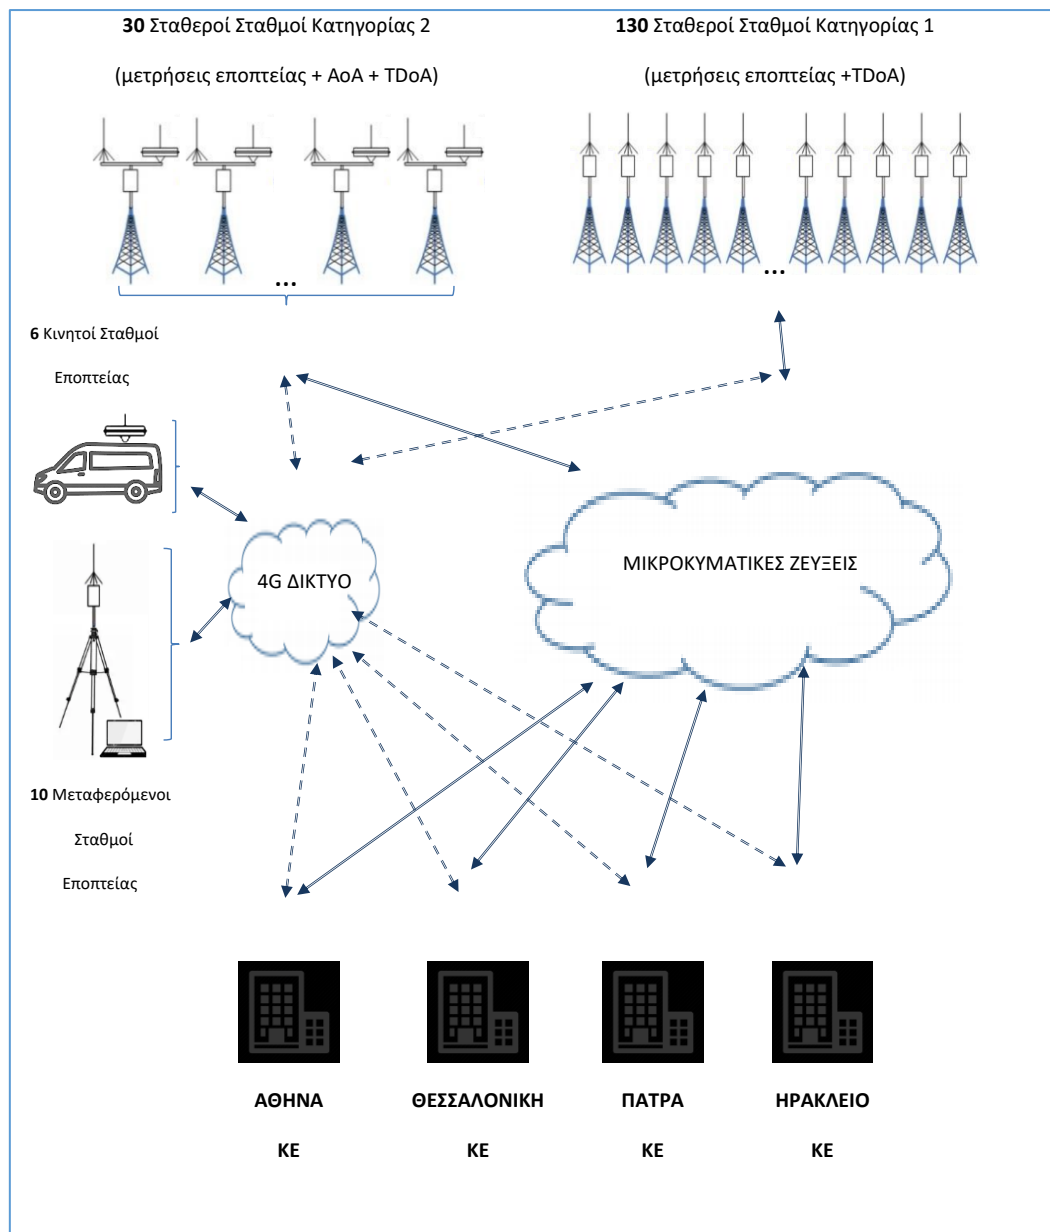 30 Σταθεροί Σταθμοί Κατηγορίας 2
(μετρήσεις εποπτείας + AoA + TDoA)
130 Σταθεροί Σταθμοί Κατηγορίας 1
(μετρήσεις εποπτείας +TDoA)
...
...
6 Κινητοί Σταθμοί
Εποπτείας
4G ΔΙΚΤΥΟ
ΜΙΚΡΟΚΥΜΑΤΙΚΕΣ ΖΕΥΞΕΙΣ
10 Μεταφερόμενοι
Σταθμοί
Εποπτείας
ΑΘΗΝΑ
ΚΕ
ΘΕΣΣΑΛΟΝΙΚΗ
ΚΕ
ΠΑΤΡΑ
ΚΕ
ΗΡΑΚΛΕΙΟ
ΚΕ